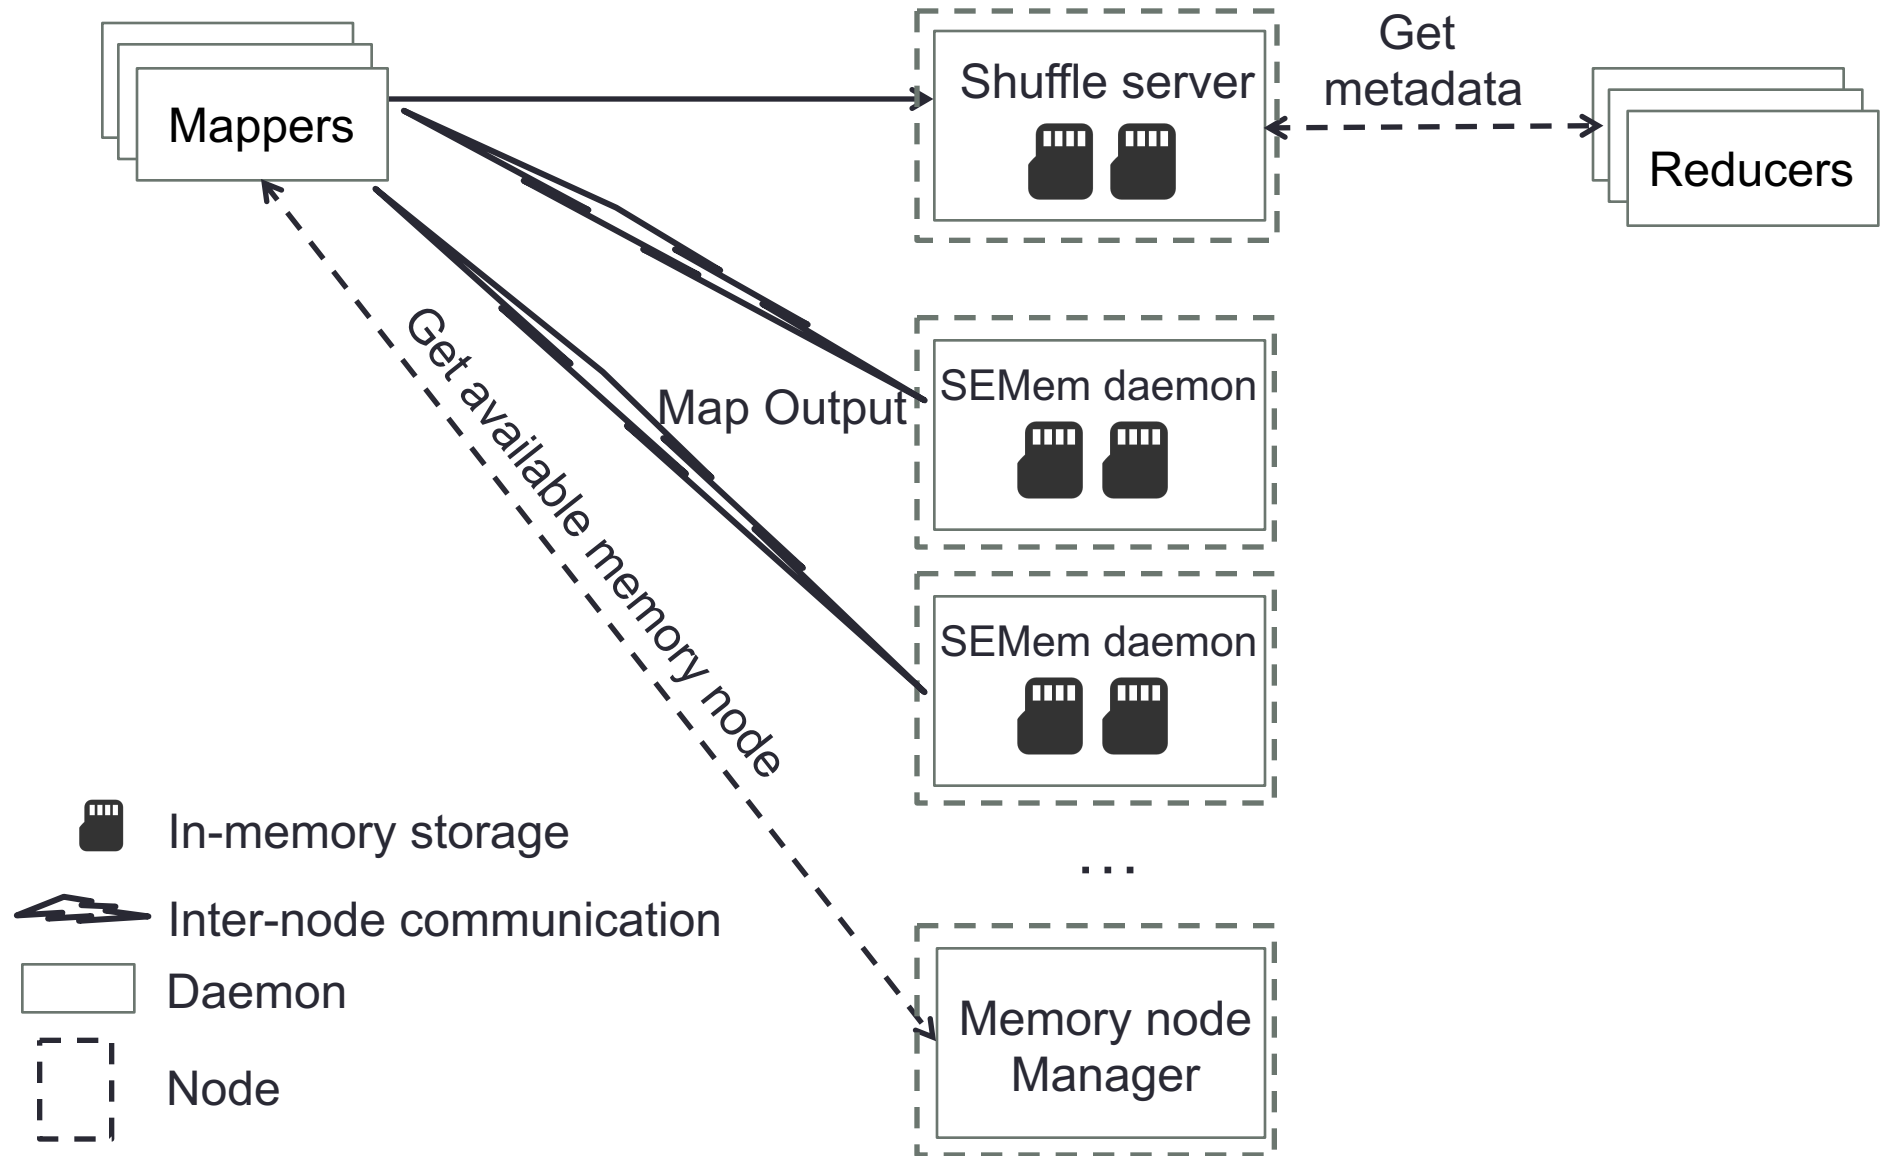 Mappers
Shuffle server
Get
metadata
Reducers
Get available memory node
Map Output
SEMem daemon
SEMem daemon
...
Memory node
Manager
In-memory storage
Inter-node communication
Daemon
Node